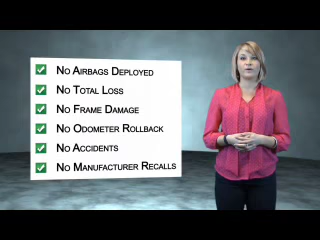 No Airbags Deployed
No Total Loss
No Frame Damage
No Odometer Rollback
No Accidents
No Manufacturer Recalls